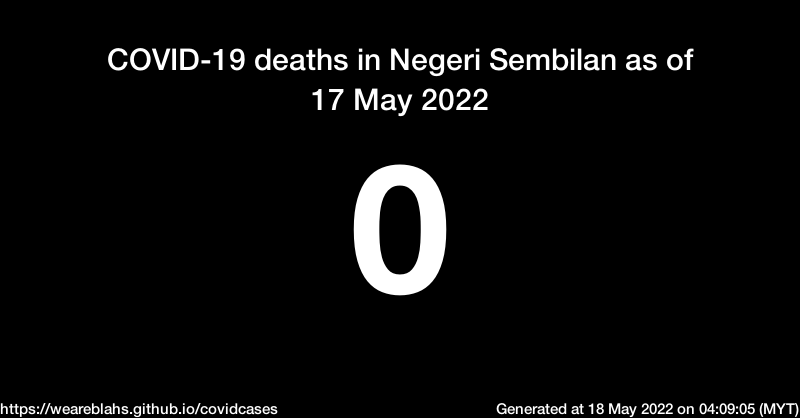 COVID-19 deaths in Negeri Sembilan as of
17 May 2022
0
https://weareblahs.github.io/covidcases
Generated at 18 May 2022 on 04:09:05 (MYT)